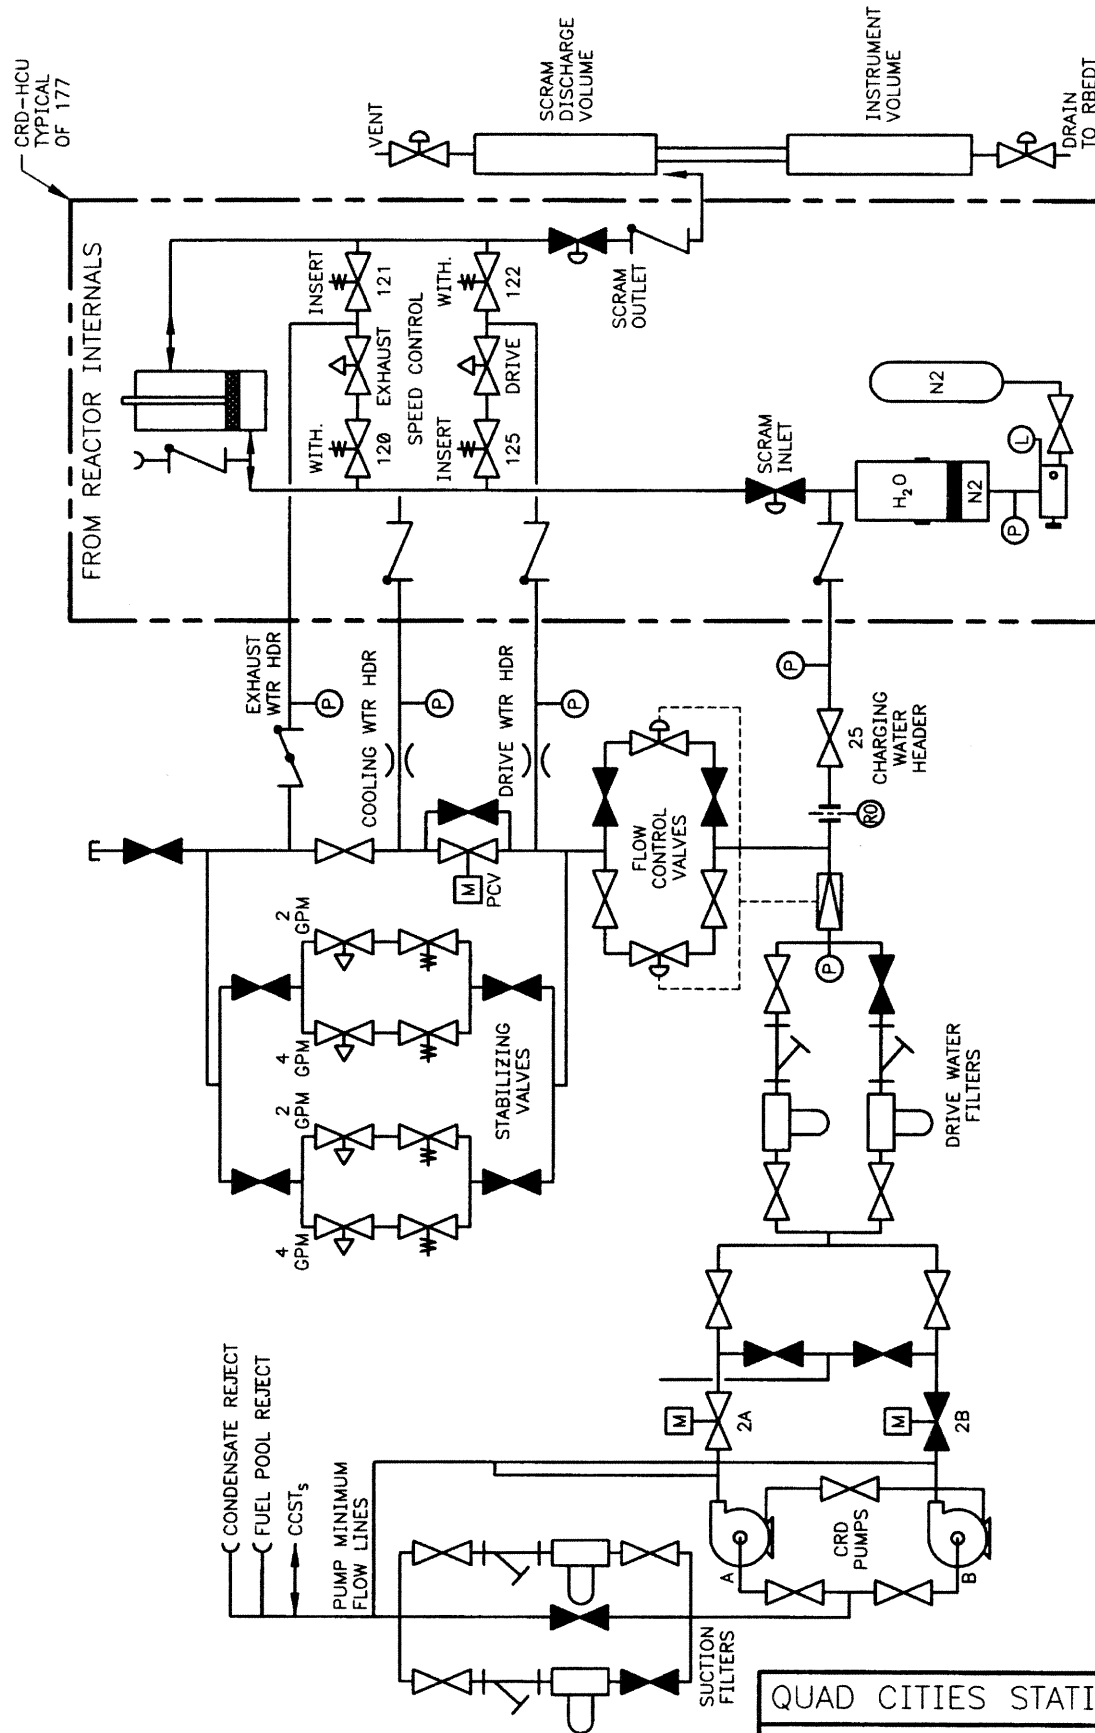 CRD-HCU
TYPICAL
OF 177
FROM REACTOR INTERNALS
VENT
SCRAM
DISCHARGE
VOLUME
INSTRUMENT
VOLUME
DRAIN
TO RBEDT
INSERT
121
WITH.
122
EXHAUST
SPEED CONTROL
DRIVE
WITH.
120
INSERT
125
SCRAM
OUTLET
SCRAM
INLET
H2O
N2
N2
P
L
EXHAUST
WTR HDR
P
COOLING WTR HDR
P
DRIVE WTR HDR
P
P
25
CHARGING
WATER
HEADER
RO
M
PCV
FLOW
CONTROL
VALVES
P
2
GPM
4
GPM
2
GPM
4
GPM
STABILIZING
VALVES
DRIVE WATER
FILTERS
CONDENSATE REJECT
FUEL POOL REJECT
CCSTs
PUMP MINIMUM
FLOW LINES
M
2A
M
2B
CRD
PUMPS
A
B
SUCTION
FILTERS
QUAD CITIES STATI